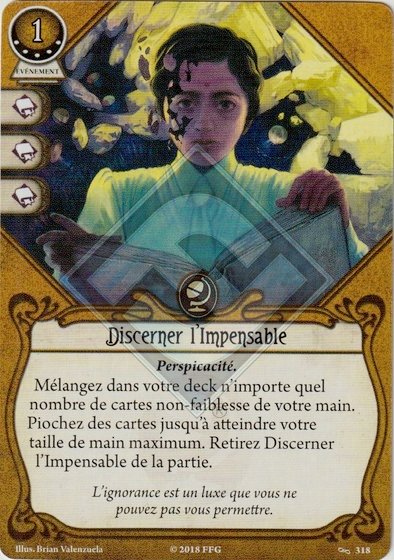 1
ÉVÉNEMENT
Discerner l'Impensable
Perspicacité.
Mélangez dans votre deck n'importe quel
nombre de cartes non-faiblesse de votre main.
Piochez des cartes jusqu'à atteindre votre
taille de main maximum. Retirez Discerner
l'Impensable de la partie.
L'ignorance est un luxe que vous ne
pouvez pas vous permettre.
Illus. Brian Valenzuela © 2018 FFG 318